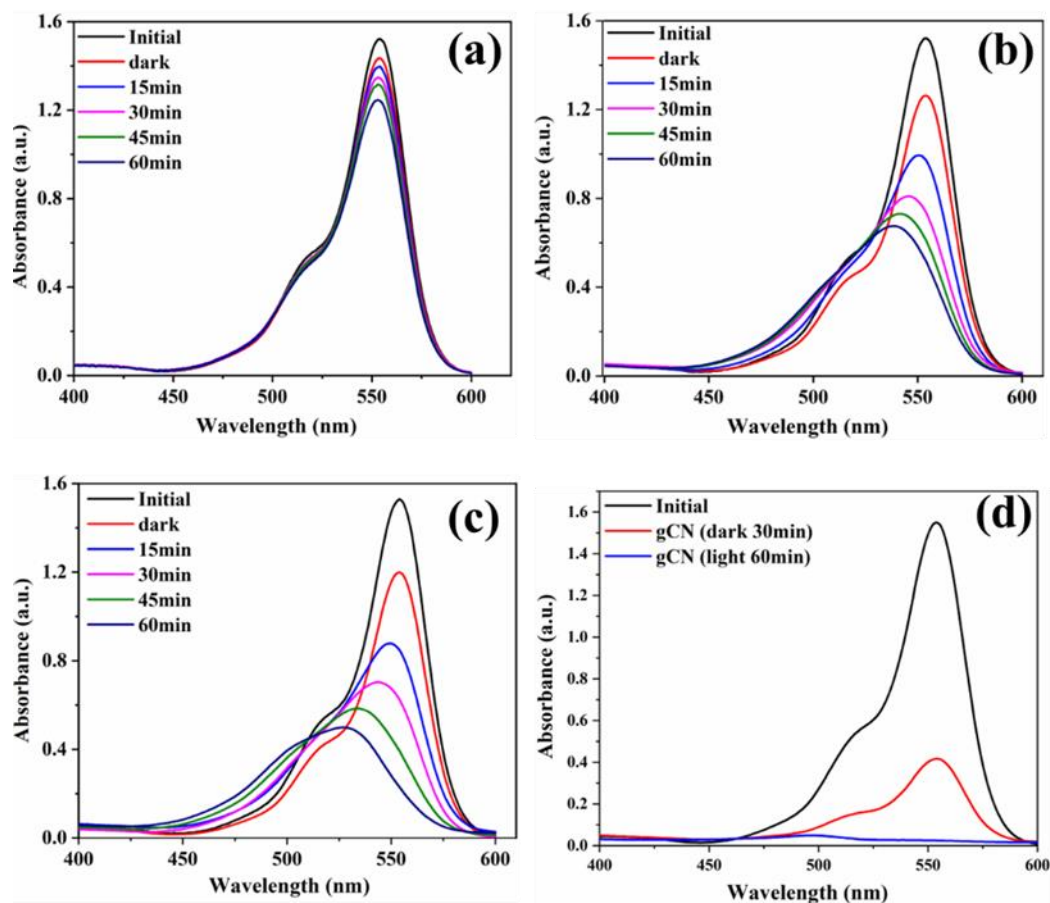 (a)
Initial
dark
15min
30min
45min
60min
1.6
1.2
0.8
0.4
0.0
Absorbance (a.u.)
400 450 500 550 600
Wavelength (nm)
(b)
Initial
dark
15min
30min
45min
60min
1.6
1.2
0.8
0.4
0.0
Absorbance (a.u.)
400 450 500 550 600
Wavelength (nm)
(c)
Initial
dark
15min
30min
45min
60min
1.6
1.2
0.8
0.4
0.0
Absorbance (a.u.)
400 450 500 550 600
Wavelength (nm)
(d)
Initial
gCN (dark 30min)
gCN (light 60min)
1.6
1.4
1.2
1.0
0.8
0.6
0.4
0.2
0.0
Absorbance (a.u.)
400 450 500 550 600
Wavelength (nm)